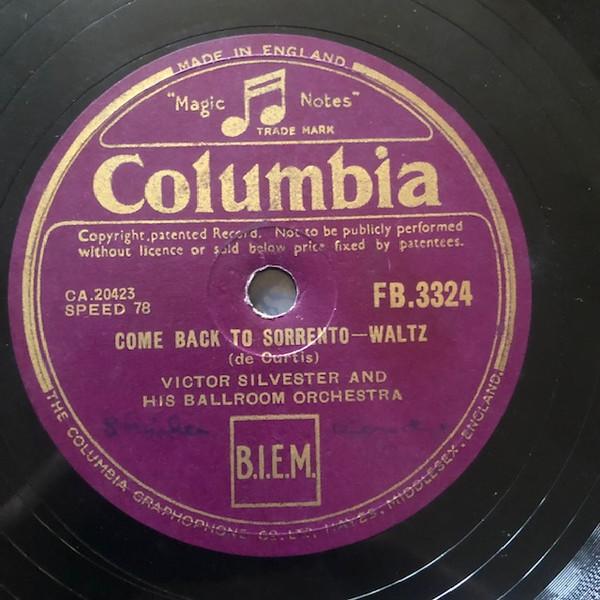 MADE IN ENGLAND
"Magic Notes"
TRADE MARK
Columbia
Copyright,patented Record. Not to be publicly performed
without licence or sold below price fixed by patentees.
CA.20423
SPEED 78
FB.3324
COME BACK TO SORRENTO—WALTZ
(de Curtis)
VICTOR SILVESTER AND
HIS BALLROOM ORCHESTRA
B.I.E.M.
THE COLUMBIA GRAPHOPHONE CO. LTD. HAYES, MIDDLESEX, ENGLAND.